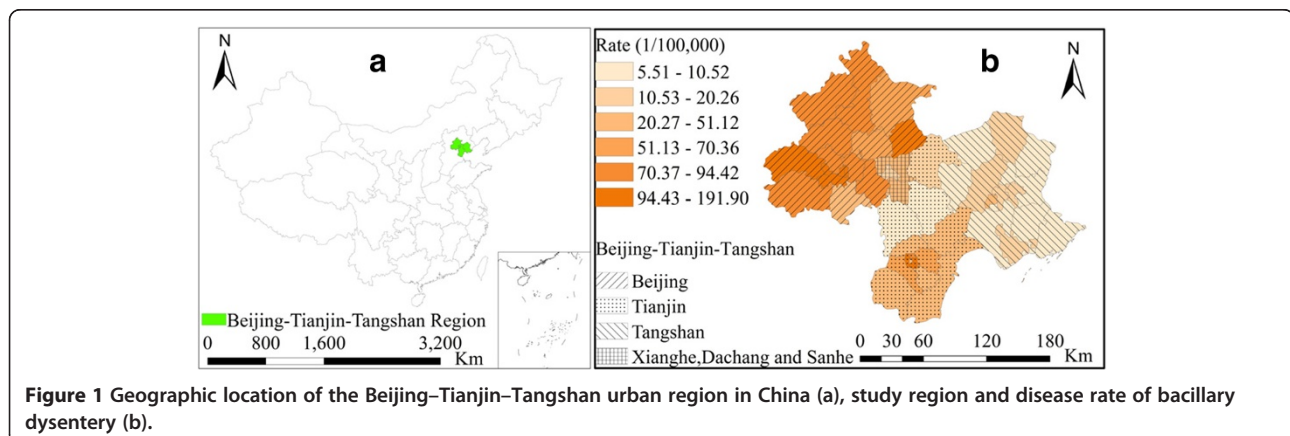 N
a
Beijing-Tianjin-Tangshan Region
0 800 1,600 3,200
Km
Rate (1/100,000)
b
N
5.51 - 10.52
10.53 - 20.26
20.27 - 51.12
51.13 - 70.36
70.37 - 94.42
94.43 - 191.90
Beijing-Tianjin-Tangshan
Beijing
Tianjin
Tangshan
Xianghe,Dachang and Sanhe
0 30 60 120 180
Km
Figure 1 Geographic location of the Beijing–Tianjin–Tangshan urban region in China (a), study region and disease rate of bacillary
dysentery (b).